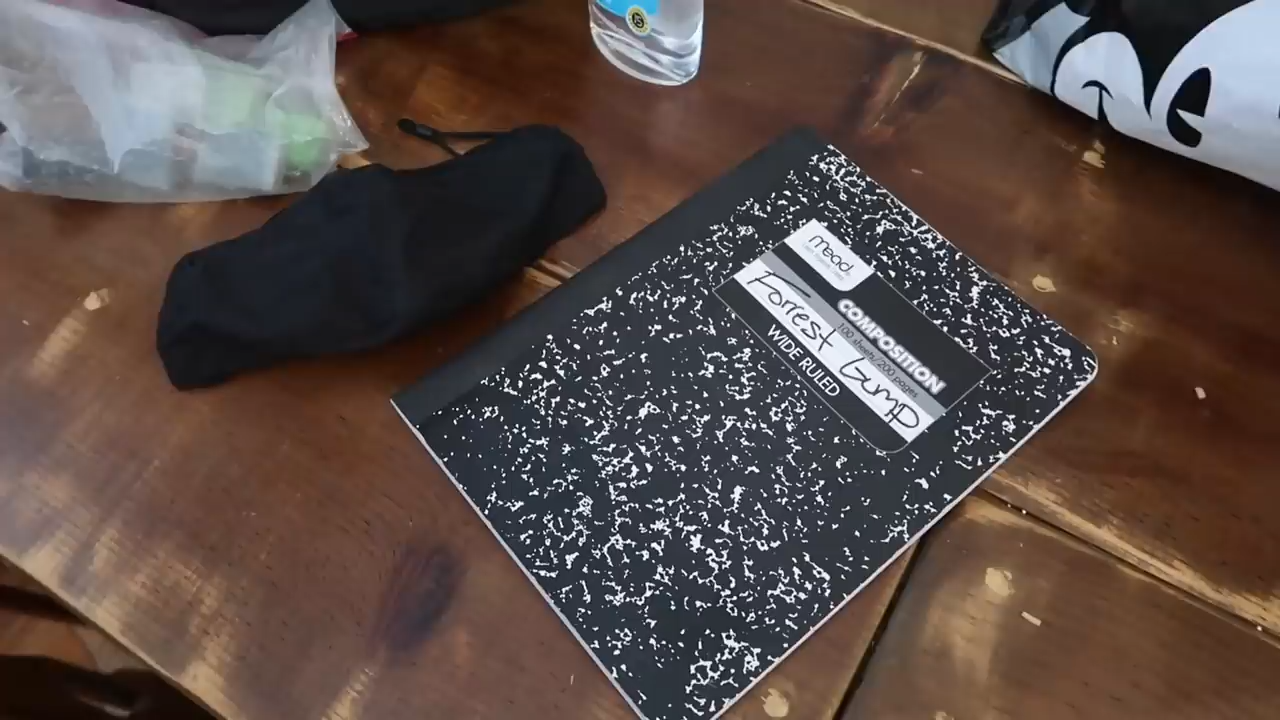 mead
COMPOSITION
100 sheets/200 pages
Forrest Gump
WIDE RULED